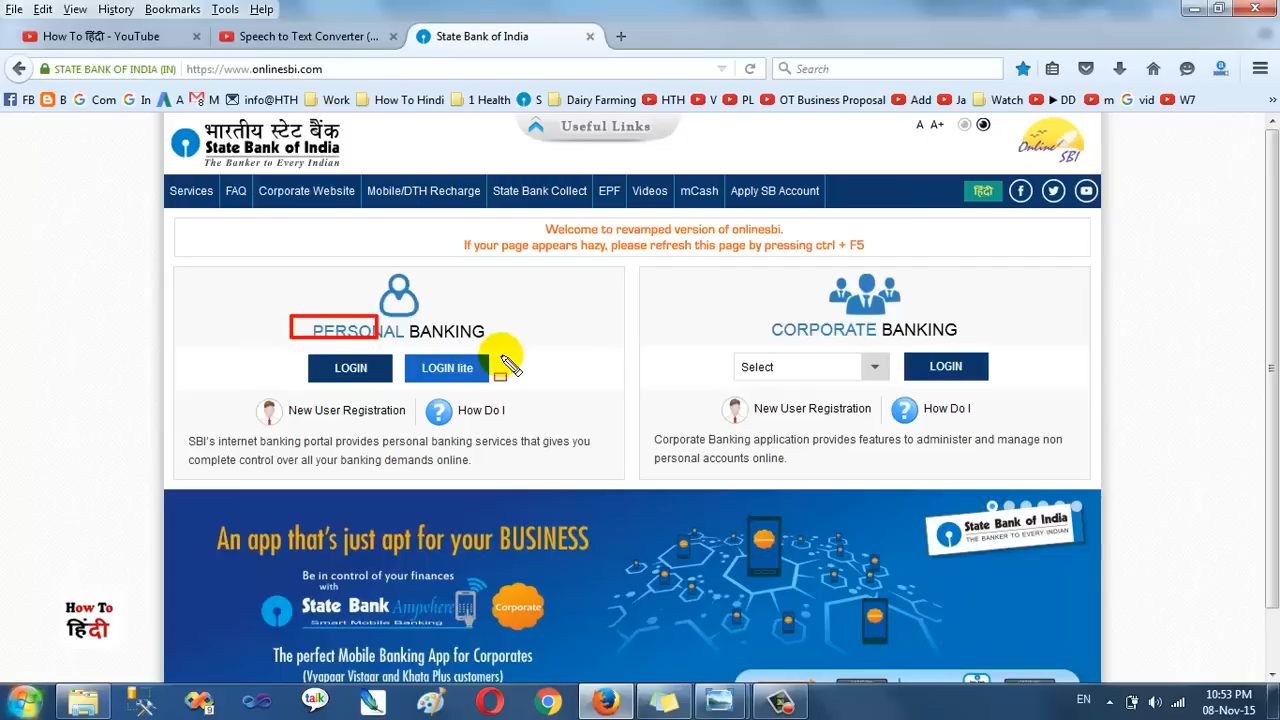 File Edit View History Bookmarks Tools Help
How To हिंदी - YouTube × Speech to Text Converter (... × State Bank of India × +
STATE BANK OF INDIA (IN) https://www.onlinesbi.com Search
FB B Com In A M info@HTH Work How To Hindi 1 Health S Dairy Farming HTH V PL OT Business Proposal Add Ja Watch DD m vid W7 »
भारतीय स्टेट बैंक
State Bank of India
The Banker to Every Indian
Useful Links
A A+
Online SBI
Services FAQ Corporate Website Mobile/DTH Recharge State Bank Collect EPF Videos mCash Apply SB Account हिंदी
Welcome to revamped version of onlinesbi.
If your page appears hazy, please refresh this page by pressing ctrl + F5
PERSONAL BANKING
LOGIN LOGIN lite
New User Registration ? How Do I
SBI's internet banking portal provides personal banking services that gives you
complete control over all your banking demands online.
CORPORATE BANKING
Select LOGIN
New User Registration ? How Do I
Corporate Banking application provides features to administer and manage non
personal accounts online.
An app that's just apt for your BUSINESS
Be in control of your finances
with
State Bank Anywhere Corporate
Smart Mobile Banking
The perfect Mobile Banking App for Corporates
(Vyapaar Vistaar and Khata Plus customers)
State Bank of India
THE BANKER TO EVERY INDIAN
How To
हिंदी
talk
EN 10:53 PM
08-Nov-15